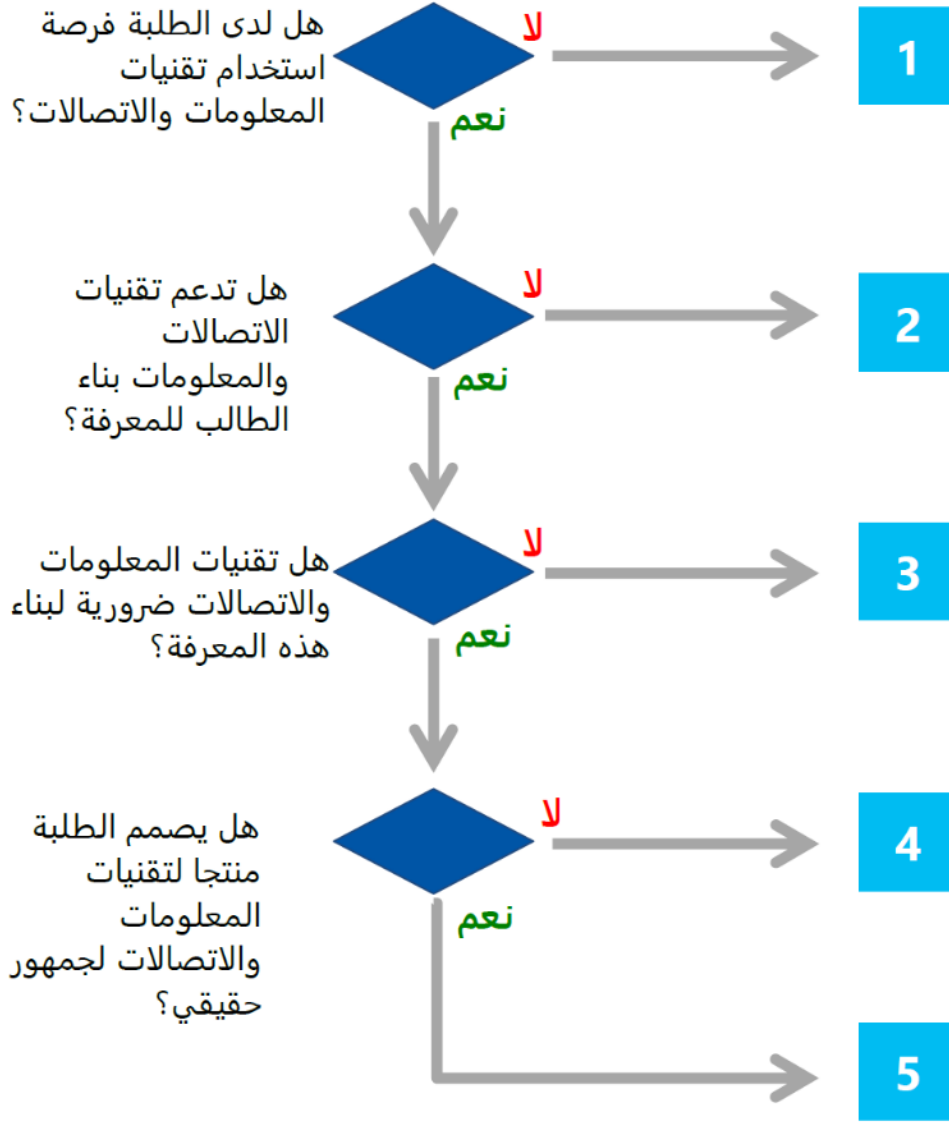 هل لدى الطلبة فرصة
استخدام تقنيات
المعلومات والاتصالات؟
لا
1
نعم
هل تدعم تقنيات
الاتصالات
والمعلومات بناء
الطالب للمعرفة؟
لا
2
نعم
هل تقنيات المعلومات
والاتصالات ضرورية لبناء
هذه المعرفة؟
لا
3
نعم
هل يصمم الطلبة
منتجا لتقنيات
المعلومات
والاتصالات لجمهور
حقيقي؟
لا
4
نعم
5